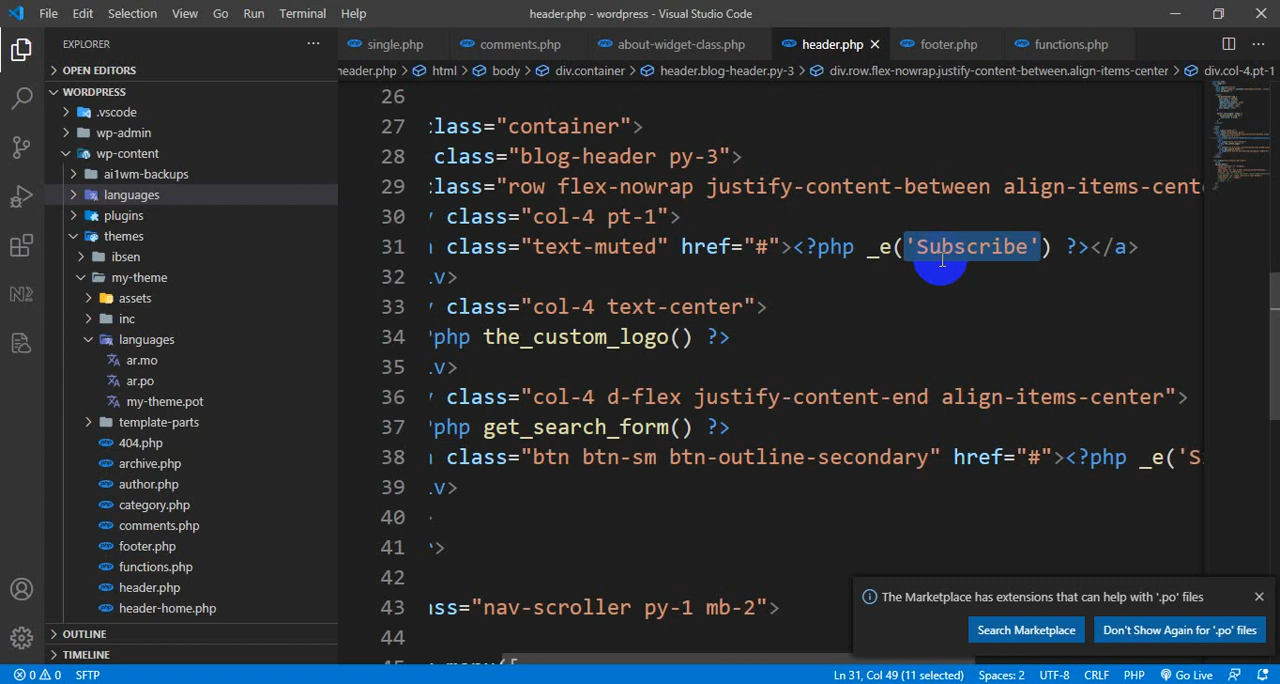 File Edit Selection View Go Run Terminal Help header.php - wordpress - Visual Studio Code
EXPLORER
single.php comments.php about-widget-class.php header.php footer.php functions.php
OPEN EDITORS
header.php > html > body > div.container > header.blog-header.py-3 > div.row.flex-nowrap.justify-content-between.align-items-center > div.col-4.pt-1
WORDPRESS
.vscode
wp-admin
wp-content
ai1wm-backups
languages
plugins
themes
ibsen
my-theme
assets
inc
languages
ar.mo
ar.po
my-theme.pot
template-parts
404.php
archive.php
author.php
category.php
comments.php
footer.php
functions.php
header.php
header-home.php
OUTLINE
TIMELINE
26
27 :lass="container">
28 class="blog-header py-3">
29 :lass="row flex-nowrap justify-content-between align-items-cent
30 class="col-4 pt-1">
31 class="text-muted" href="#"><?php _e('Subscribe') ?></a>
32 .v>
33 class="col-4 text-center">
34 ?php the_custom_logo() ?>
35 .v>
36 class="col-4 d-flex justify-content-end align-items-center">
37 ?php get_search_form() ?>
38 class="btn btn-sm btn-outline-secondary" href="#"><?php _e('S
39 .v>
40
41 >
42
43 ass="nav-scroller py-1 mb-2">
44
The Marketplace has extensions that can help with '.po' files
Search Marketplace Don't Show Again for '.po' files
0 0 SFTP Ln 31, Col 49 (11 selected) Spaces: 2 UTF-8 CRLF PHP Go Live